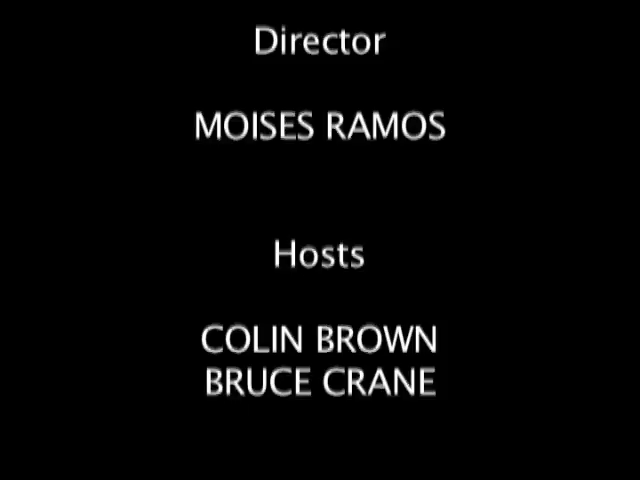 Director
MOISES RAMOS
Hosts
COLIN BROWN
BRUCE CRANE